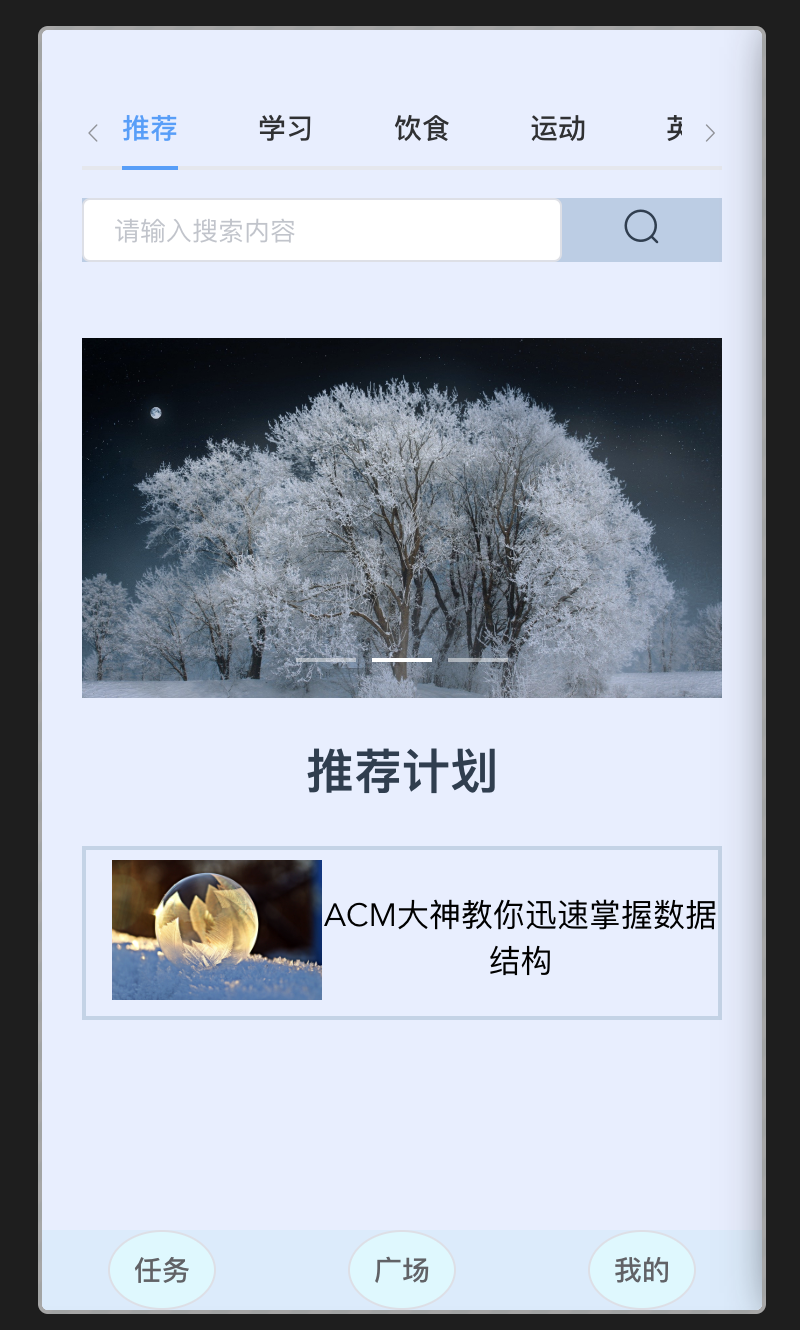 推荐 学习 饮食 运动
请输入搜索内容
推荐计划
ACM大神教你迅速掌握数据
结构
任务 广场 我的